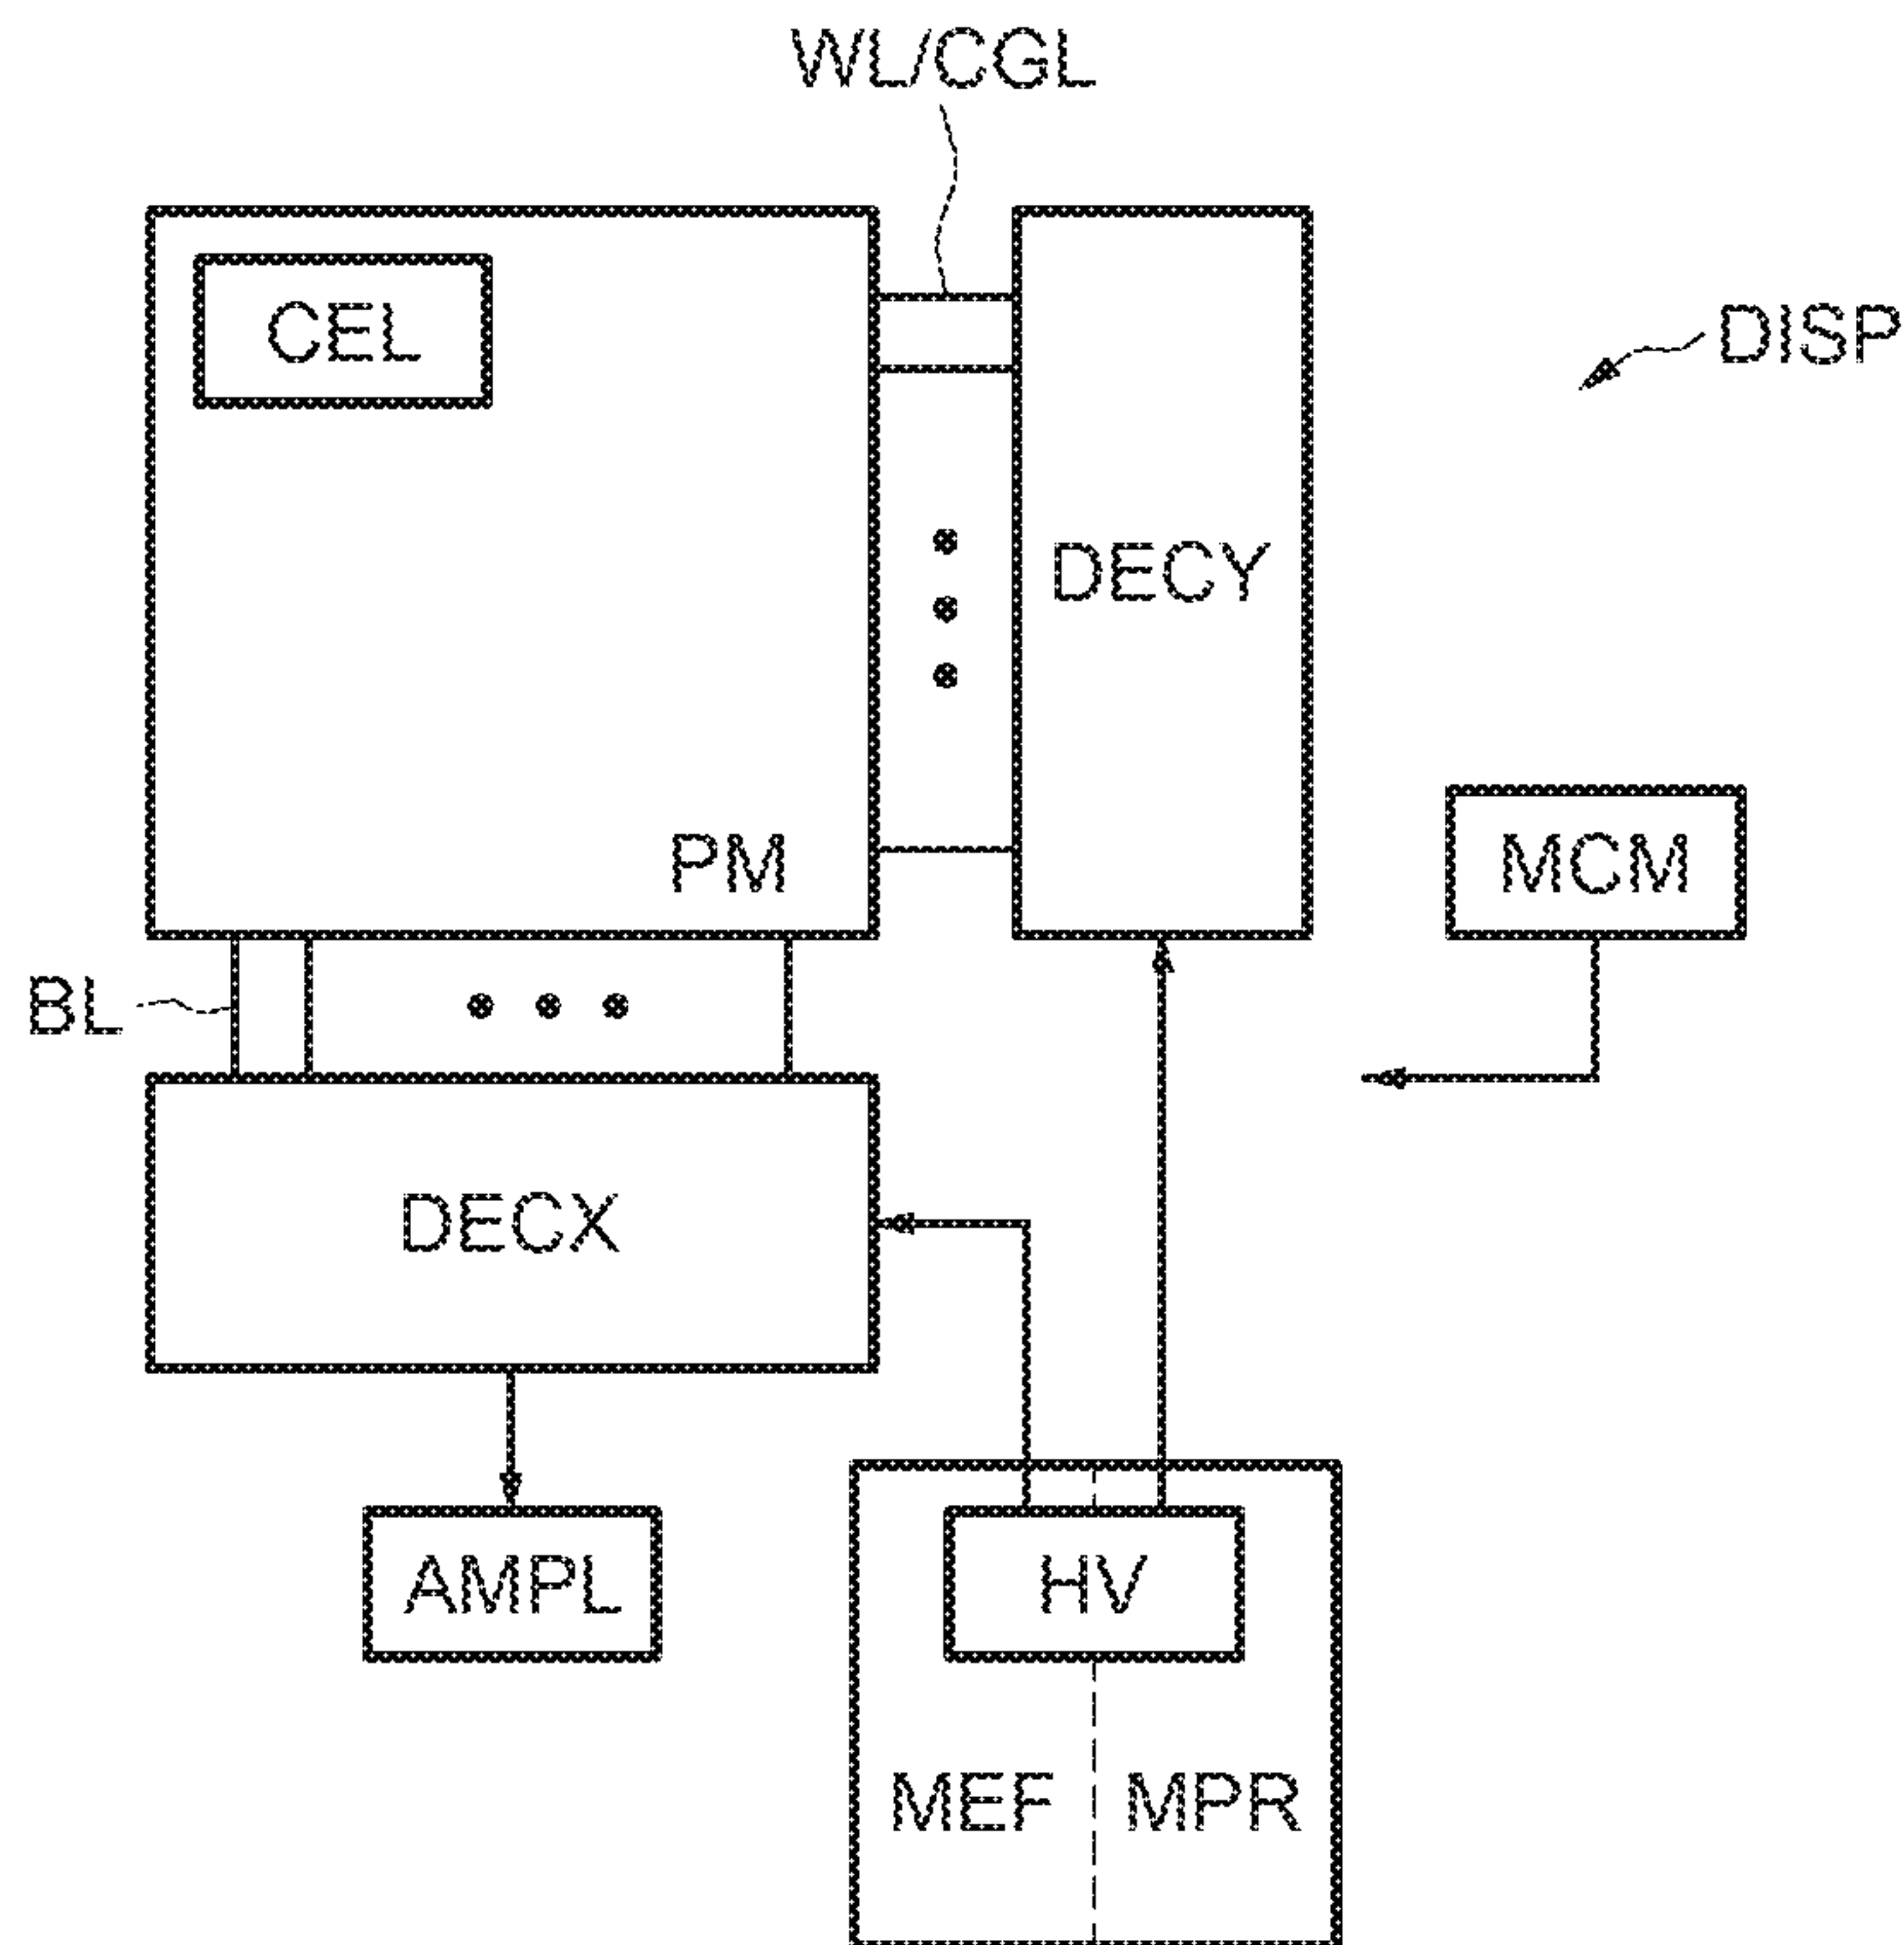 WL/CGL
CEL
DISP
DECY
PM
MCM
BL
DECX
AMPL
HV
MEF
MPR